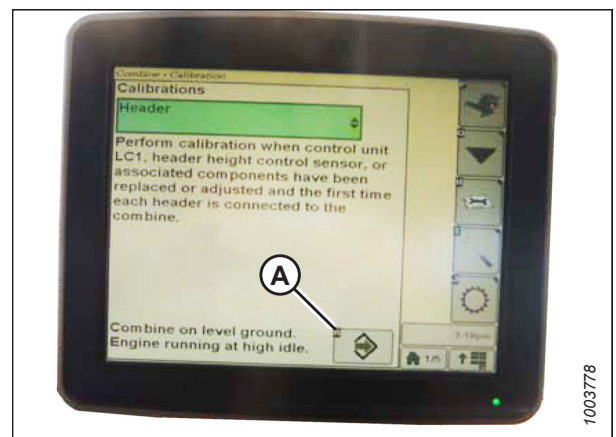 Combine - Calibration
Calibrations
Header
Perform calibration when control unit
LC1, header height control sensor, or
associated components have been
replaced or adjusted and the first time
each header is connected to the
combine.
A
Combine on level ground.
Engine running at high idle.
1/5
1003778